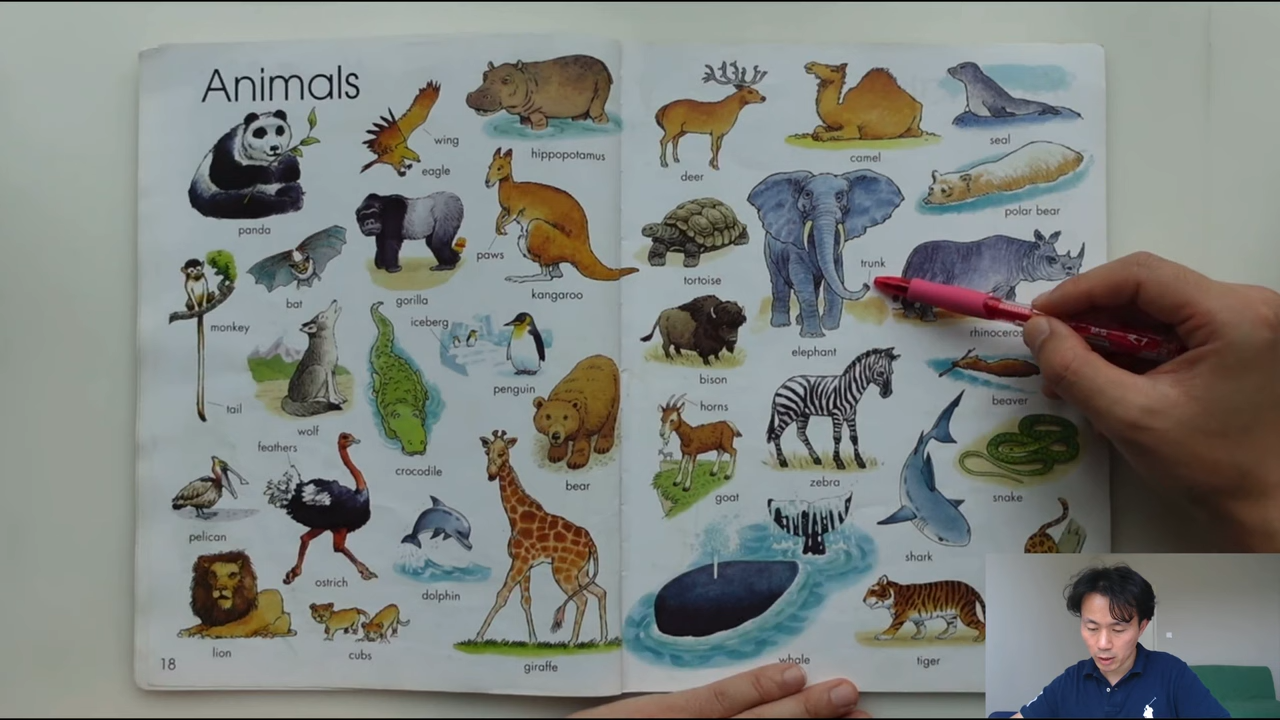 Animals
wing
eagle
hippopotamus
panda
paws
kangaroo
bat
gorilla
monkey
iceberg
penguin
tail
wolf
feathers
crocodile
bear
pelican
ostrich
dolphin
lion
cubs
giraffe
18
deer
camel
seal
polar bear
tortoise
trunk
elephant
rhinoceros
bison
beaver
horns
goat
zebra
snake
shark
whale
tiger